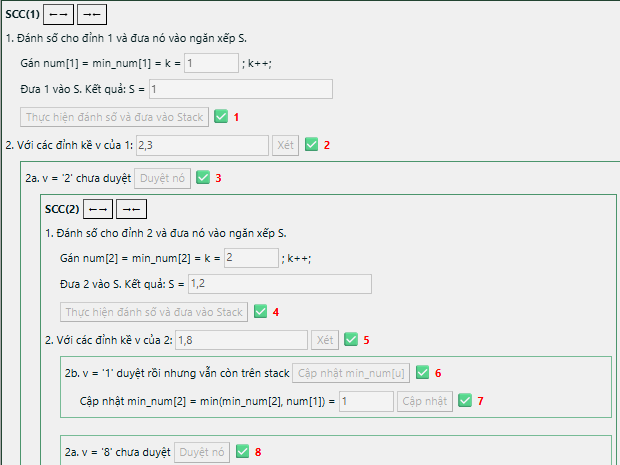 SCC(1) ←→ →←
1. Đánh số cho đỉnh 1 và đưa nó vào ngăn xếp S.
Gán num[1] = min_num[1] = k = 1 ; k++;
Đưa 1 vào S. Kết quả: S = 1
Thực hiện đánh số và đưa vào Stack ✅ 1
2. Với các đỉnh kề v của 1: 2,3 Xét ✅ 2
2a. v = '2' chưa duyệt Duyệt nó ✅ 3
SCC(2) ←→ →←
1. Đánh số cho đỉnh 2 và đưa nó vào ngăn xếp S.
Gán num[2] = min_num[2] = k = 2 ; k++;
Đưa 2 vào S. Kết quả: S = 1,2
Thực hiện đánh số và đưa vào Stack ✅ 4
2. Với các đỉnh kề v của 2: 1,8 Xét ✅ 5
2b. v = '1' duyệt rồi nhưng vẫn còn trên stack Cập nhật min_num[u] ✅ 6
Cập nhật min_num[2] = min(min_num[2], num[1]) = 1 Cập nhật ✅ 7
2a. v = '8' chưa duyệt Duyệt nó ✅ 8